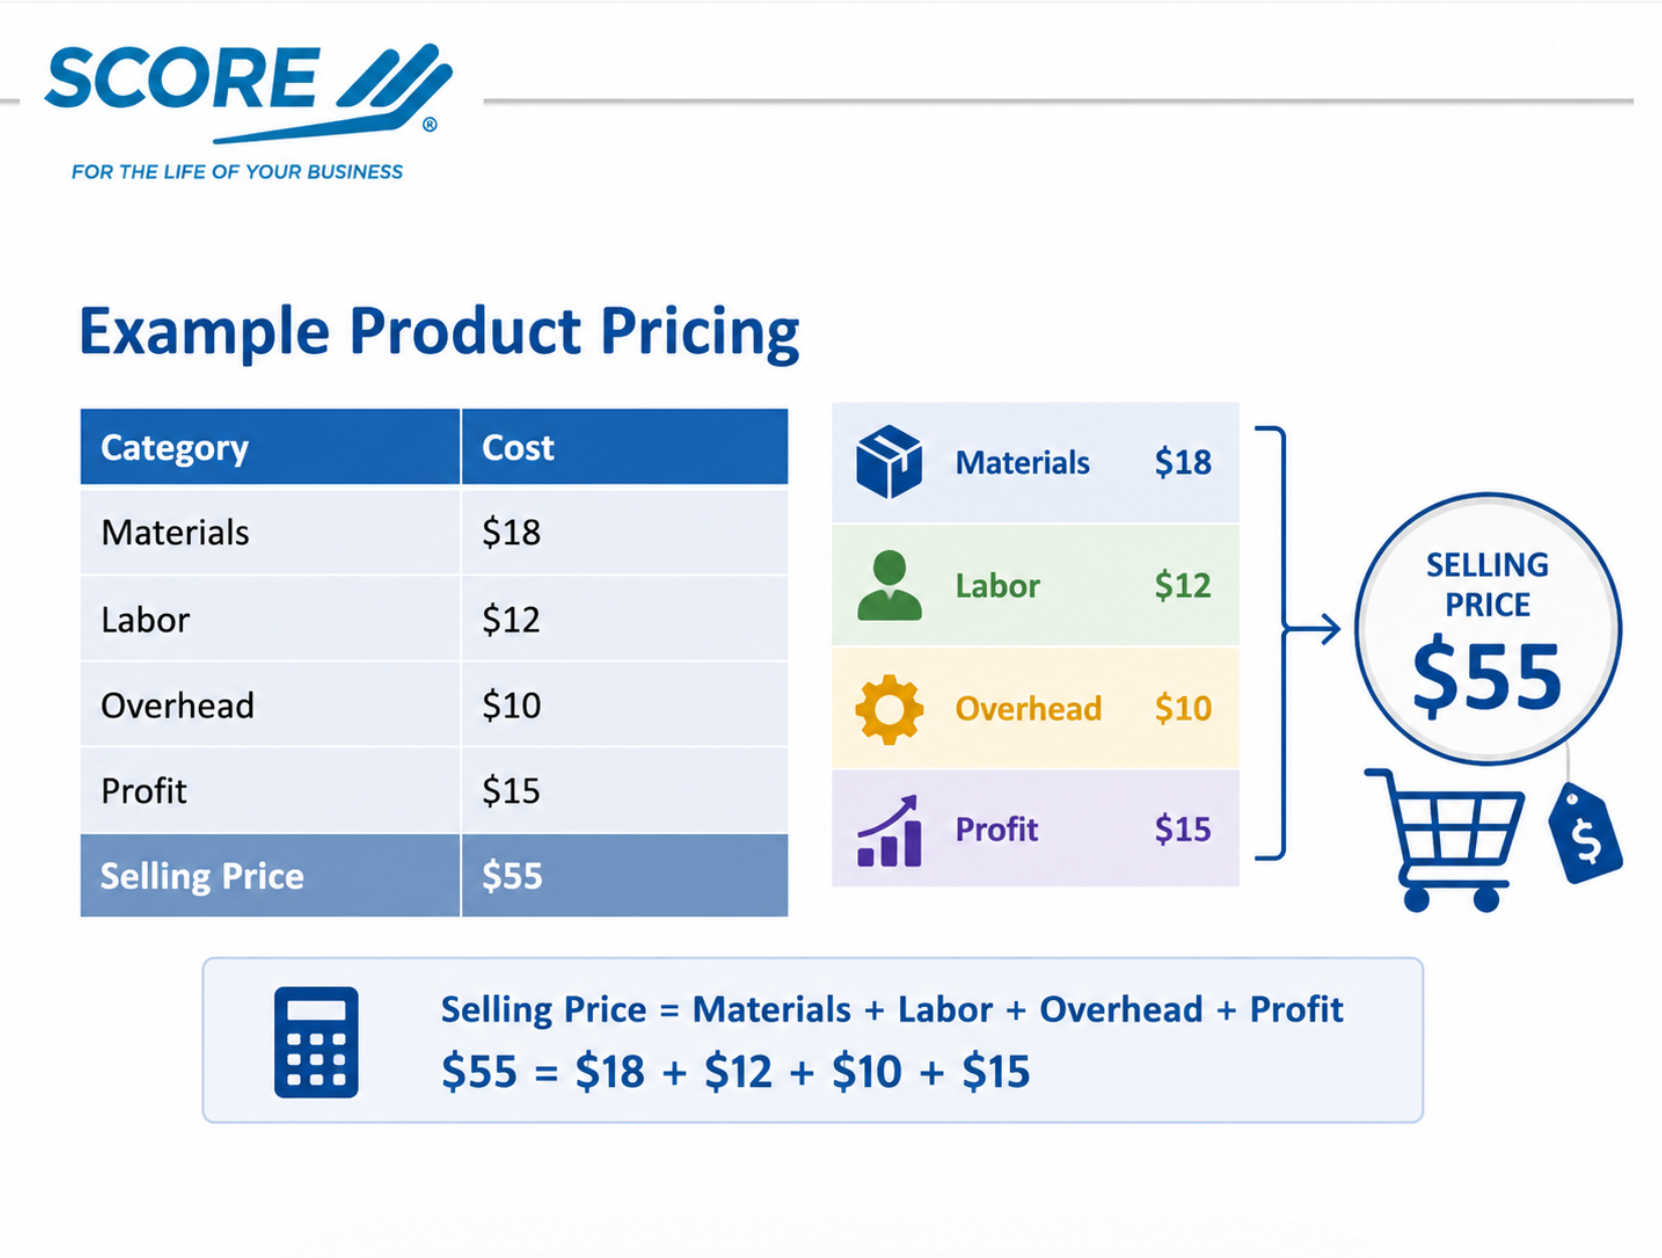 SCORE
®
FOR THE LIFE OF YOUR BUSINESS
Example Product Pricing
Category Cost
Materials $18
Labor $12
Overhead $10
Profit $15
Selling Price $55
Materials $18
Labor $12
Overhead $10
Profit $15
SELLING
PRICE
$55
$
Selling Price = Materials + Labor + Overhead + Profit
$55 = $18 + $12 + $10 + $15